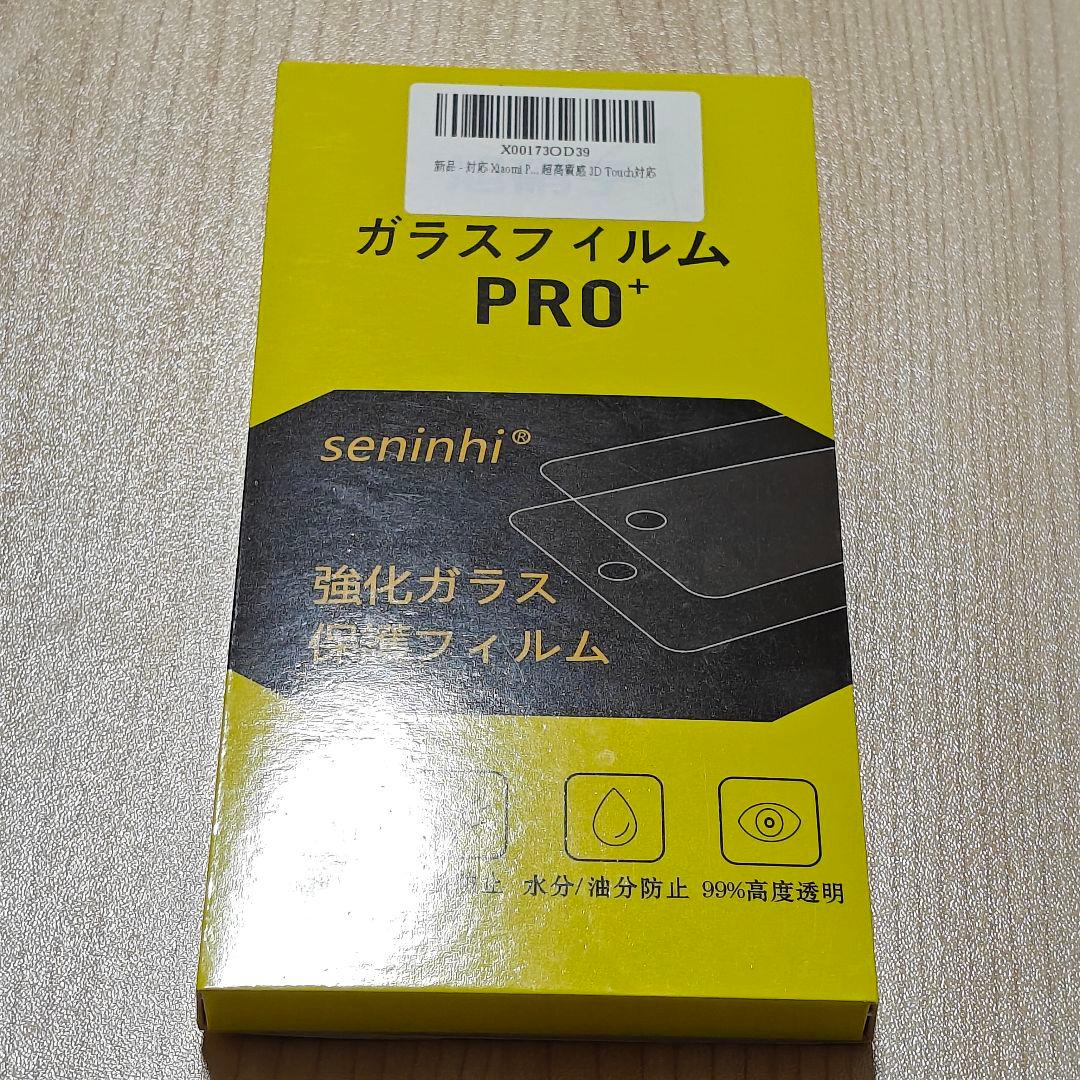 X00173OD39
新品 - 対応 Xiaomi P... 超高質感 3D Touch対応
ガラスフィルム
PRO+
seninhi®
強化ガラス
保護フィルム
防止 水分/油分防止 99%高度透明